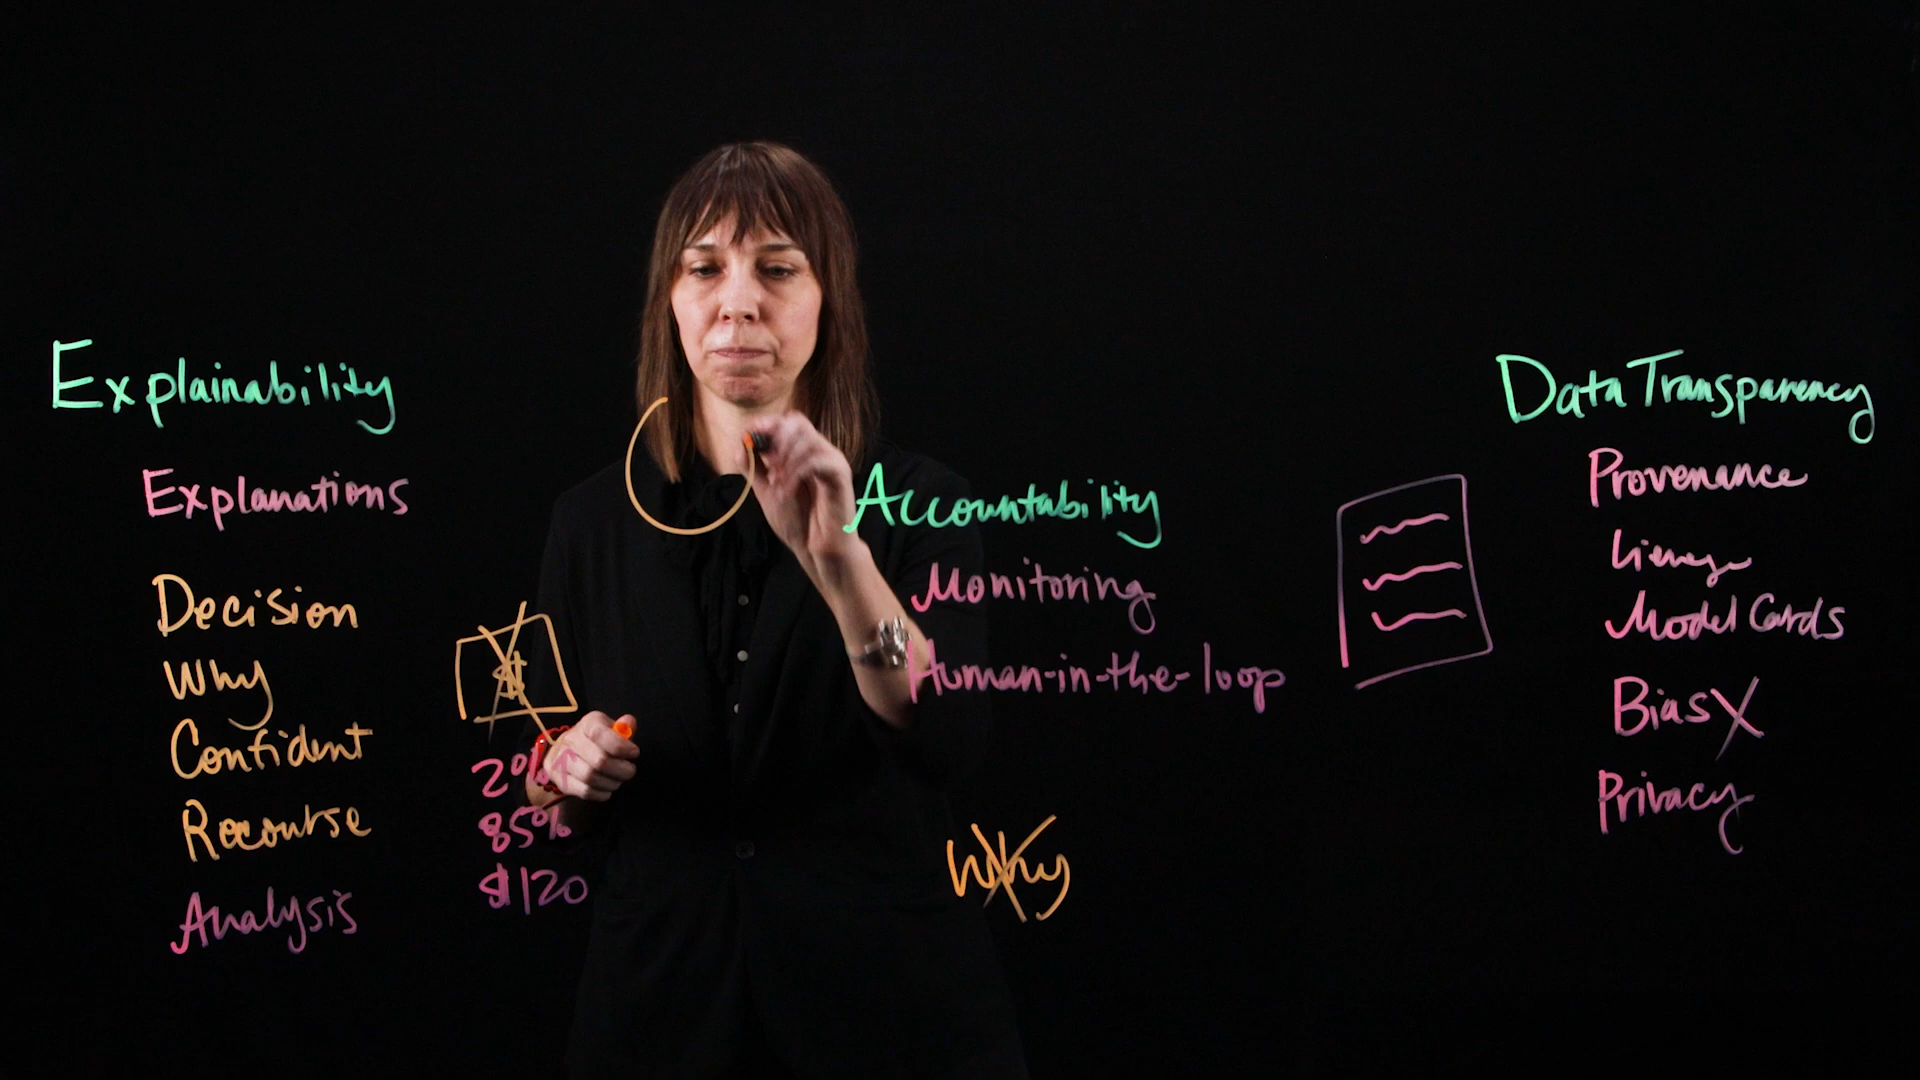 Explainability
Explanations
Decision
Why
Confident
Recourse
Analysis
$
2%↑
85%
$120
Accountability
Monitoring
Human-in-the-loop
Why
Data Transparency
Provenance
Model Cards
Bias X
Privacy